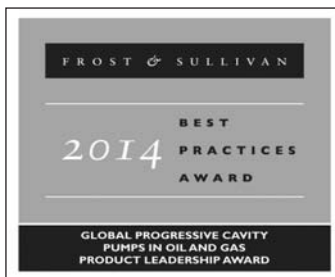 FROST & SULLIVAN
BEST
2014 PRACTICES
AWARD
GLOBAL PROGRESSIVE CAVITY
PUMPS IN OIL AND GAS
PRODUCT LEADERSHIP AWARD